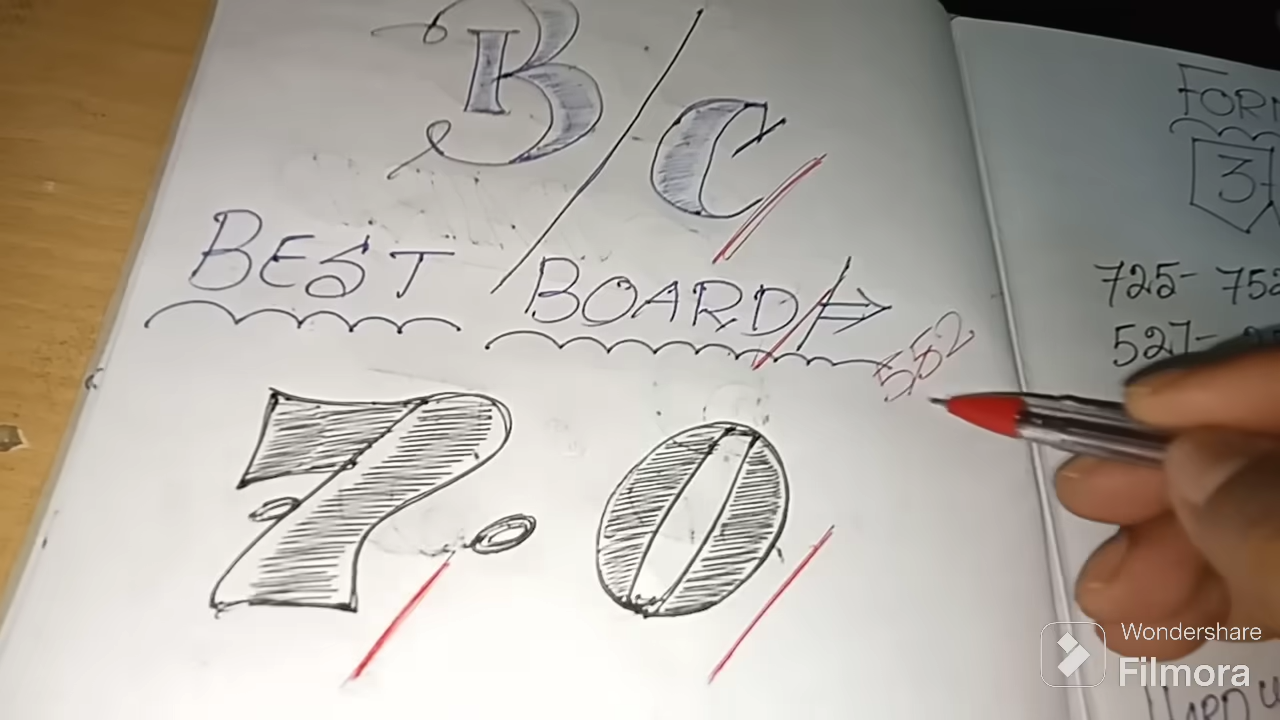 B/C
BEST BOARD
552
7.0
FORM
3+
725- 752
527-
Wondershare
Filmora